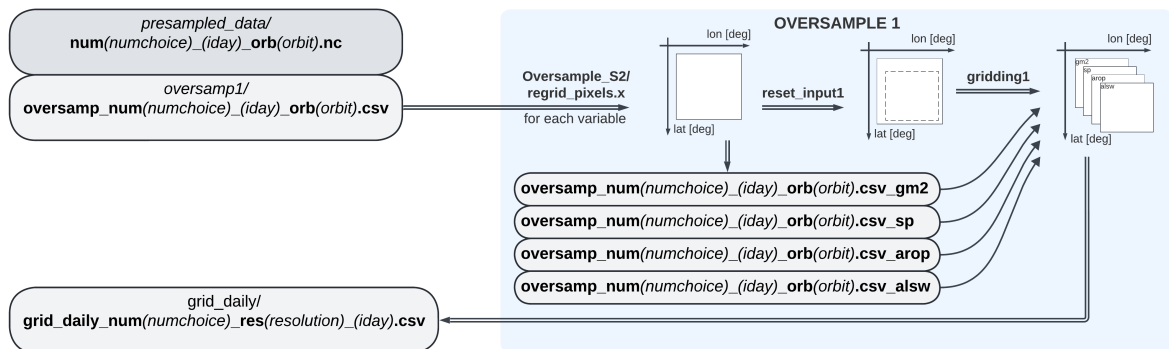 presampled_data/
num(numchoice)_(iday)_orb(orbit).nc
oversamp1/
oversamp_num(numchoice)_(iday)_orb(orbit).csv
OVERSAMPLE 1
Oversample_S2/
regrid_pixels.x
for each variable
lon [deg]
lat [deg]
reset_input1
lon [deg]
lat [deg]
gridding1
lon [deg]
gm2
sp
arop
alsw
lat [deg]
oversamp_num(numchoice)_(iday)_orb(orbit).csv_gm2
oversamp_num(numchoice)_(iday)_orb(orbit).csv_sp
oversamp_num(numchoice)_(iday)_orb(orbit).csv_arop
oversamp_num(numchoice)_(iday)_orb(orbit).csv_alsw
grid_daily/
grid_daily_num(numchoice)_res(resolution)_(iday).csv